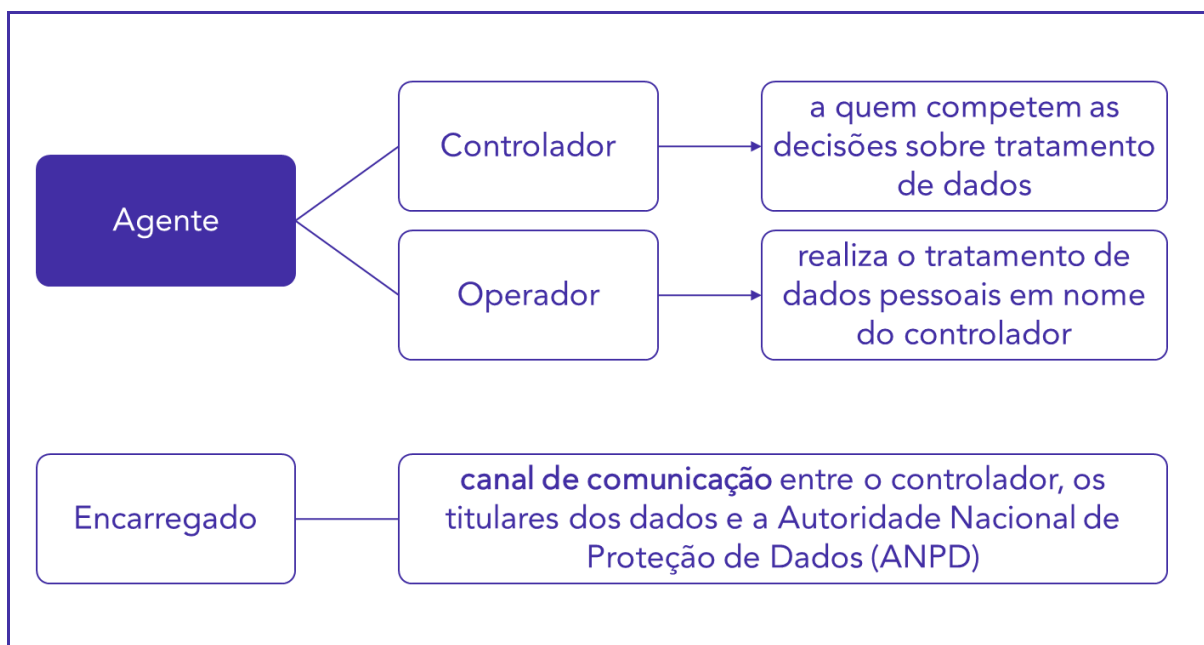 Agente
Controlador
a quem competem as
decisões sobre tratamento
de dados
Operador
realiza o tratamento de
dados pessoais em nome
do controlador
Encarregado
canal de comunicação entre o controlador, os
titulares dos dados e a Autoridade Nacional de
Proteção de Dados (ANPD)